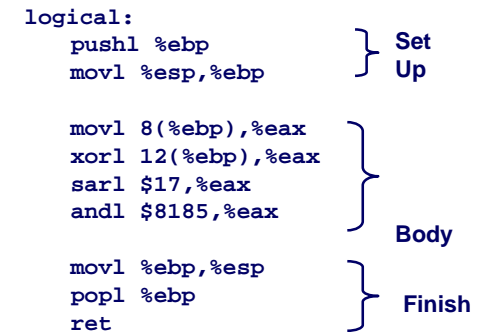 logical:
pushl %ebp
movl %esp,%ebp
Set
Up
movl 8(%ebp),%eax
xorl 12(%ebp),%eax
sarl $17,%eax
andl $8185,%eax
Body
movl %ebp,%esp
popl %ebp
ret
Finish